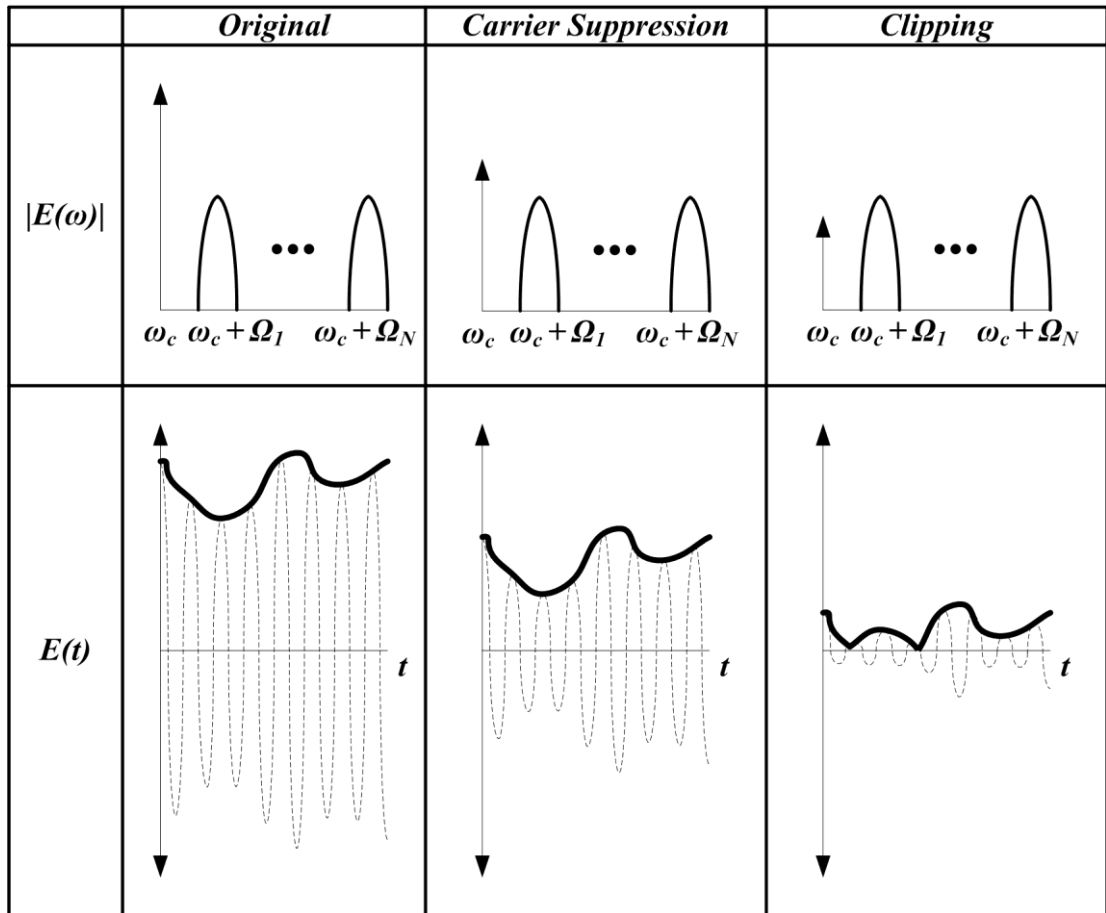 Original Carrier Suppression Clipping
|E(ω)|
ω_c ω_c + Ω_1 ω_c + Ω_N
ω_c ω_c + Ω_1 ω_c + Ω_N
ω_c ω_c + Ω_1 ω_c + Ω_N
E(t)
t
t
t